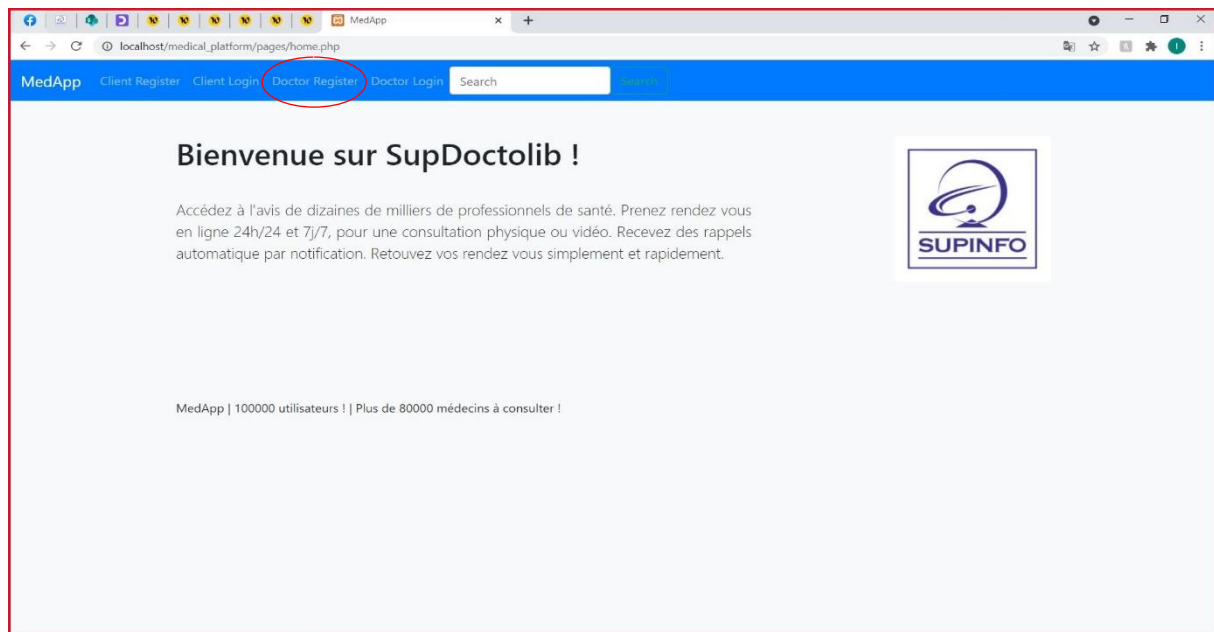 MedApp
localhost/medical_platform/pages/home.php
MedApp Client Register Client Login Doctor Register Doctor Login Search Search
Bienvenue sur SupDoctolib !
Accédez à l'avis de dizaines de milliers de professionnels de santé. Prenez rendez vous
en ligne 24h/24 et 7j/7, pour une consultation physique ou vidéo. Recevez des rappels
automatique par notification. Retouvez vos rendez vous simplement et rapidement.
SUPINFO
MedApp | 100000 utilisateurs ! | Plus de 80000 médecins à consulter !